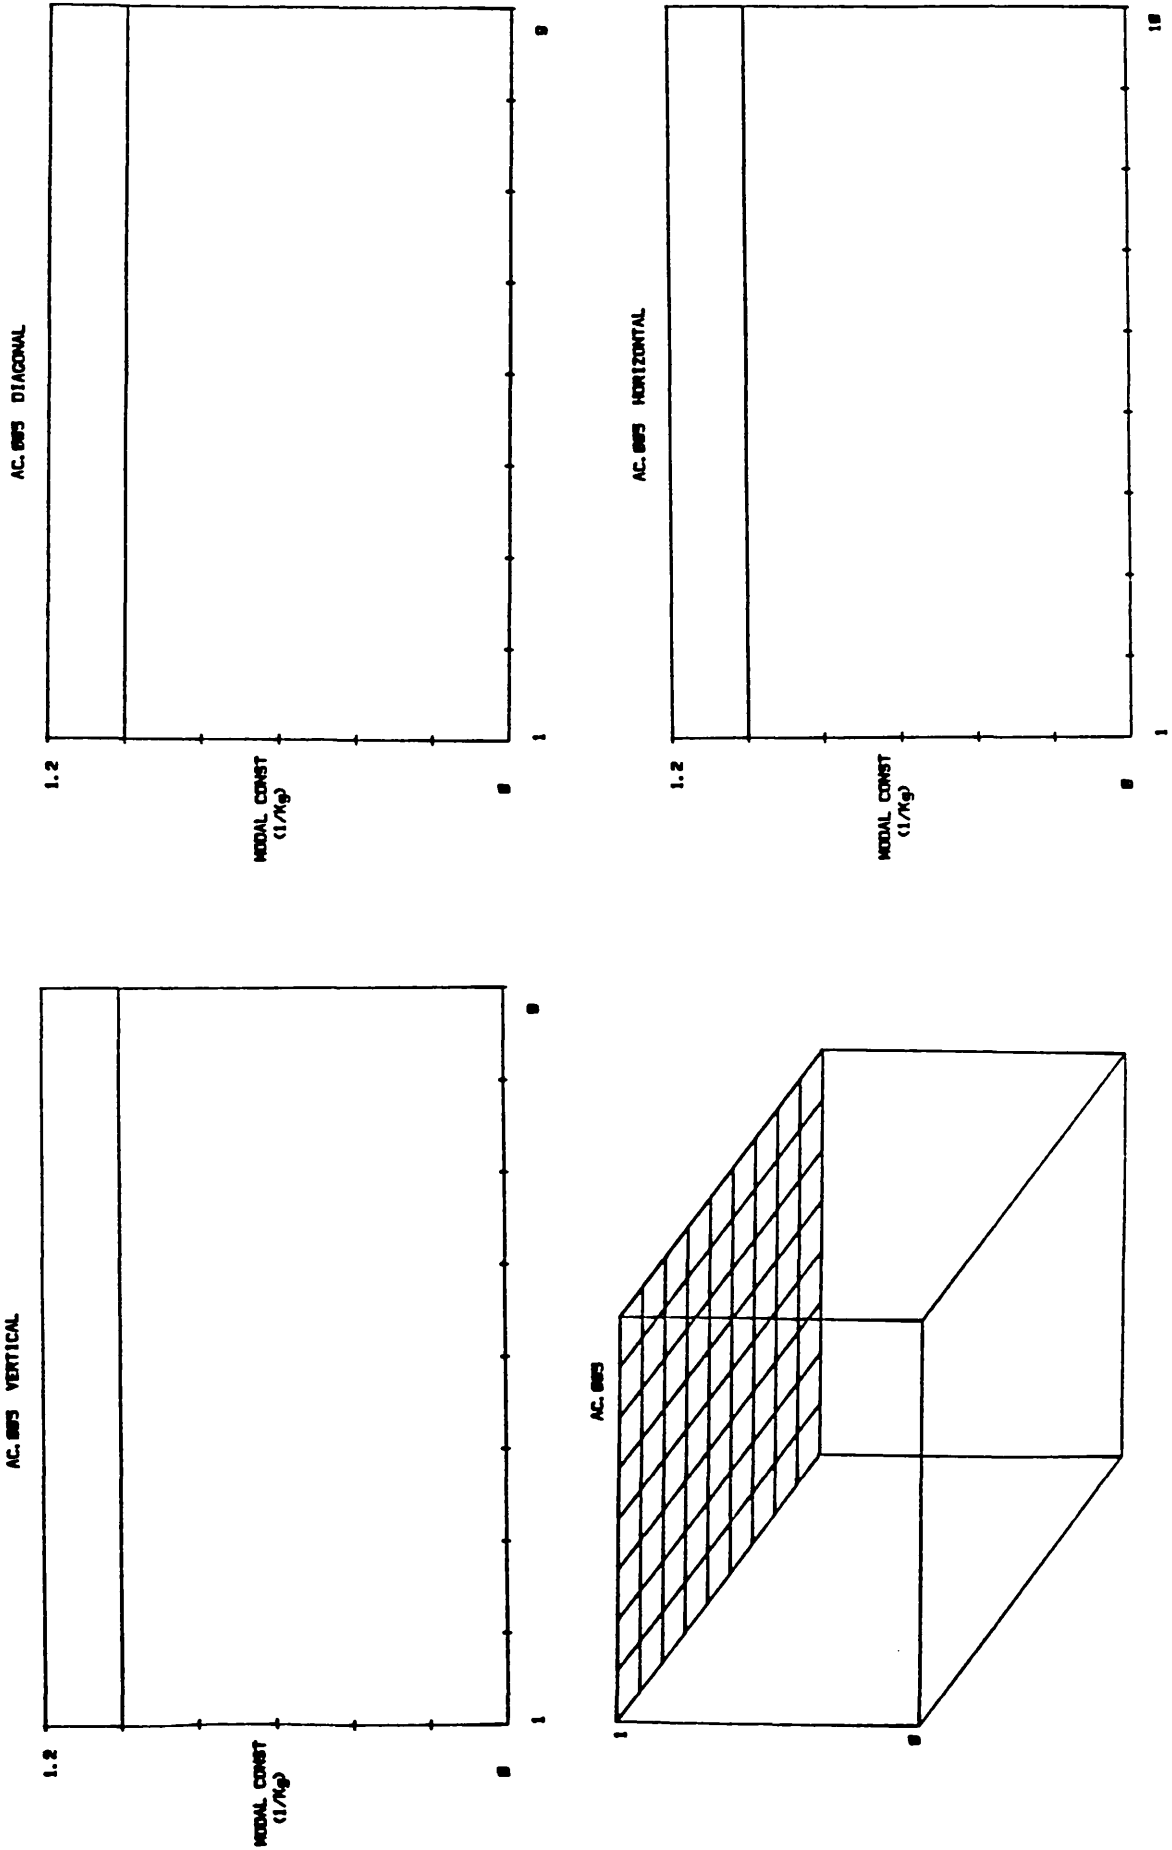 AC.005 VERTICAL
1.2
MODAL CONST
(1/Kg)
0
1
9
AC.005 DIAGONAL
1.2
MODAL CONST
(1/Kg)
0
1
9
AC.005
1
0
AC.005 HORIZONTAL
1.2
MODAL CONST
(1/Kg)
0
1
10